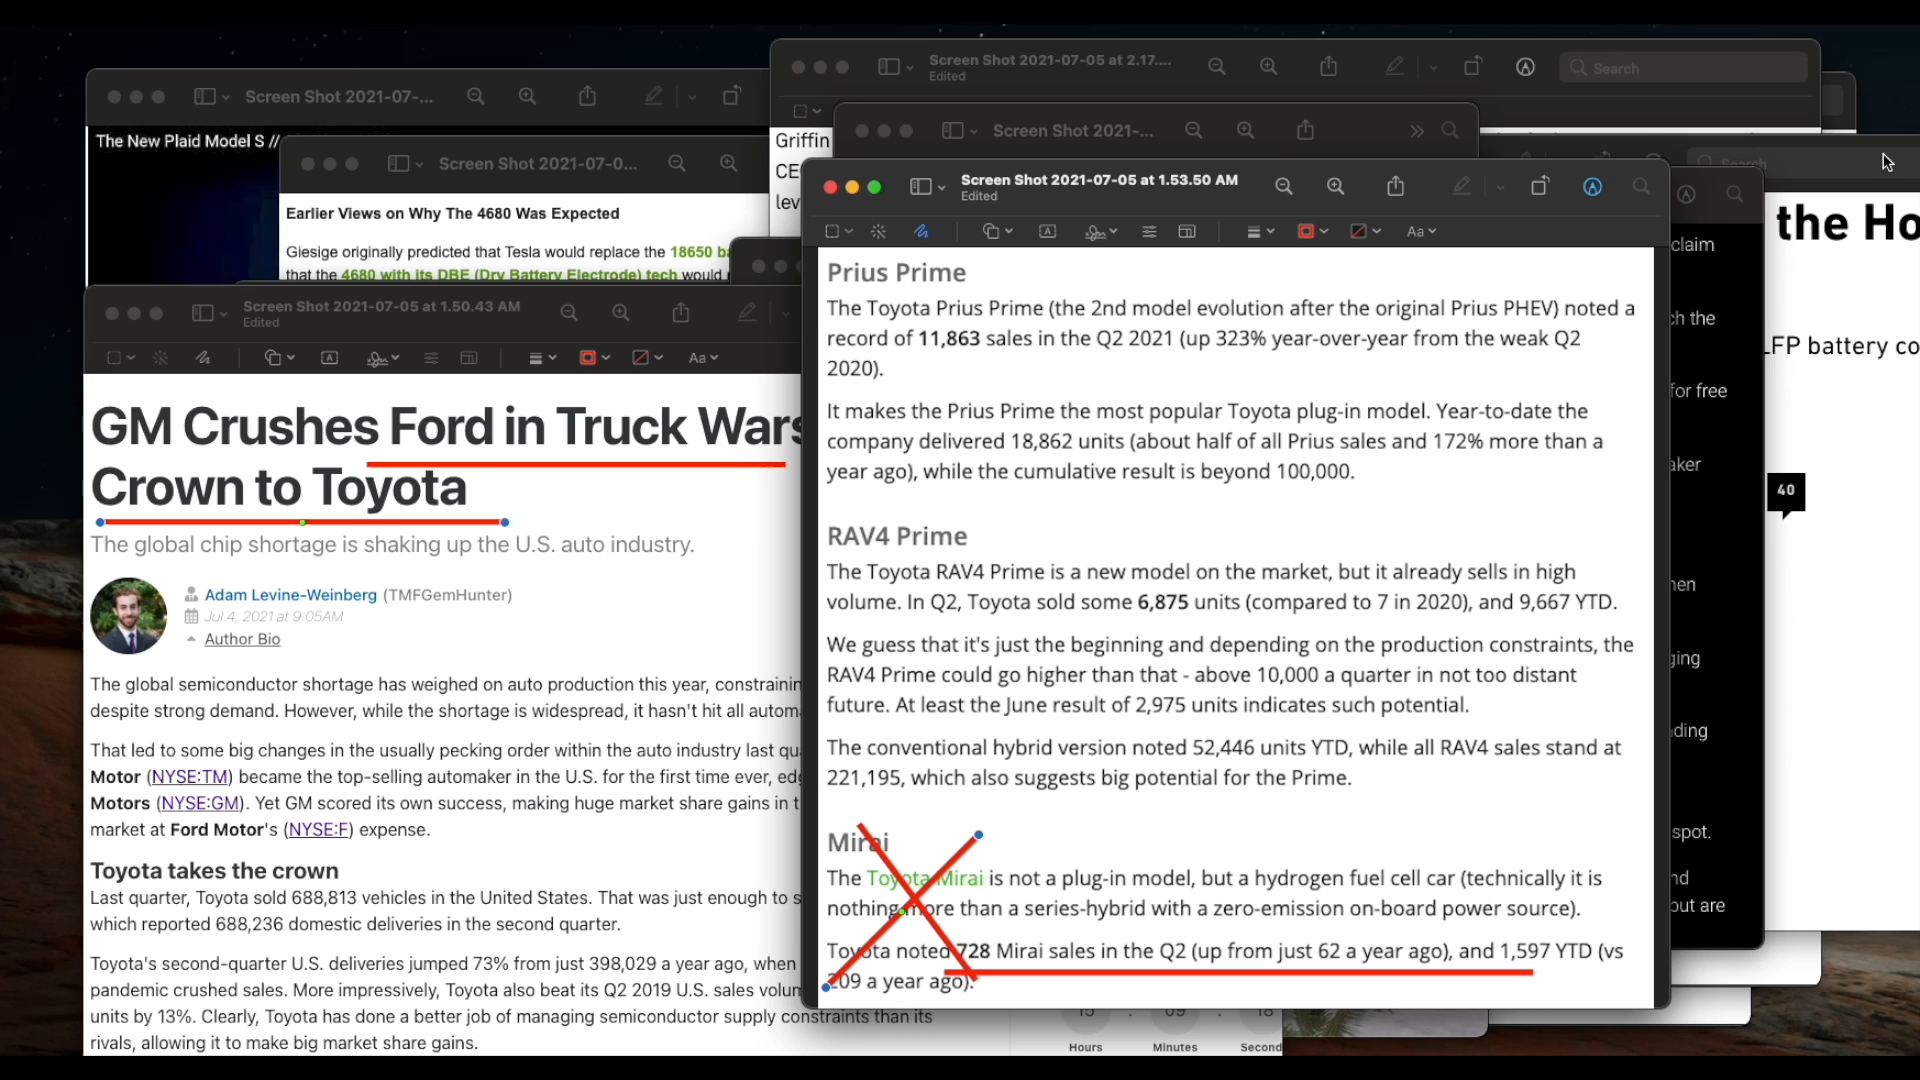 Screen Shot 2021-07-05 at 2.17....
Edited
Search
Screen Shot 2021-07-...
Screen Shot 2021-...
The New Plaid Model S //
Screen Shot 2021-07-0...
Griffin
CE
lev
Search
Earlier Views on Why The 4680 Was Expected
Giesige originally predicted that Tesla would replace the 18650 ba
that the 4680 with its DBE (Dry Battery Electrode) tech would
Screen Shot 2021-07-05 at 1.50.43 AM
Edited
GM Crushes Ford in Truck Wars
Crown to Toyota
The global chip shortage is shaking up the U.S. auto industry.
Adam Levine-Weinberg (TMFGemHunter)
Jul 4, 2021 at 9:05AM
Author Bio
The global semiconductor shortage has weighed on auto production this year, constrainin
despite strong demand. However, while the shortage is widespread, it hasn't hit all autom
That led to some big changes in the usually pecking order within the auto industry last qu
Motor (NYSE:TM) became the top-selling automaker in the U.S. for the first time ever, edg
Motors (NYSE:GM). Yet GM scored its own success, making huge market share gains in t
market at Ford Motor's (NYSE:F) expense.
Toyota takes the crown
Last quarter, Toyota sold 688,813 vehicles in the United States. That was just enough to s
which reported 688,236 domestic deliveries in the second quarter.
Toyota's second-quarter U.S. deliveries jumped 73% from just 398,029 a year ago, when
pandemic crushed sales. More impressively, Toyota also beat its Q2 2019 U.S. sales volum
units by 13%. Clearly, Toyota has done a better job of managing semiconductor supply constraints than its
rivals, allowing it to make big market share gains.
Screen Shot 2021-07-05 at 1.53.50 AM
Edited
Aa
Prius Prime
The Toyota Prius Prime (the 2nd model evolution after the original Prius PHEV) noted a
record of 11,863 sales in the Q2 2021 (up 323% year-over-year from the weak Q2
2020).
It makes the Prius Prime the most popular Toyota plug-in model. Year-to-date the
company delivered 18,862 units (about half of all Prius sales and 172% more than a
year ago), while the cumulative result is beyond 100,000.
RAV4 Prime
The Toyota RAV4 Prime is a new model on the market, but it already sells in high
volume. In Q2, Toyota sold some 6,875 units (compared to 7 in 2020), and 9,667 YTD.
We guess that it's just the beginning and depending on the production constraints, the
RAV4 Prime could go higher than that - above 10,000 a quarter in not too distant
future. At least the June result of 2,975 units indicates such potential.
The conventional hybrid version noted 52,446 units YTD, while all RAV4 sales stand at
221,195, which also suggests big potential for the Prime.
Mirai
The Toyota Mirai is not a plug-in model, but a hydrogen fuel cell car (technically it is
nothing more than a series-hybrid with a zero-emission on-board power source).
Toyota noted 728 Mirai sales in the Q2 (up from just 62 a year ago), and 1,597 YTD (vs
209 a year ago).
Hours Minutes Second
claim
ch the
for free
aker
hen
ging
ding
spot.
nd
but are
the Ho
LFP battery co
40